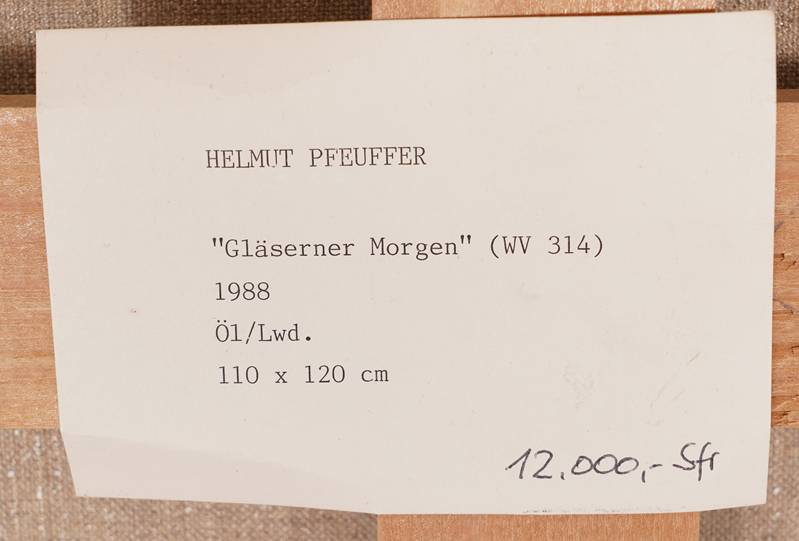 HELMUT PFEUFFER
"Gläserner Morgen" (WV 314)
1988
Öl/Lwd.
110 x 120 cm
12.000,- Sfr